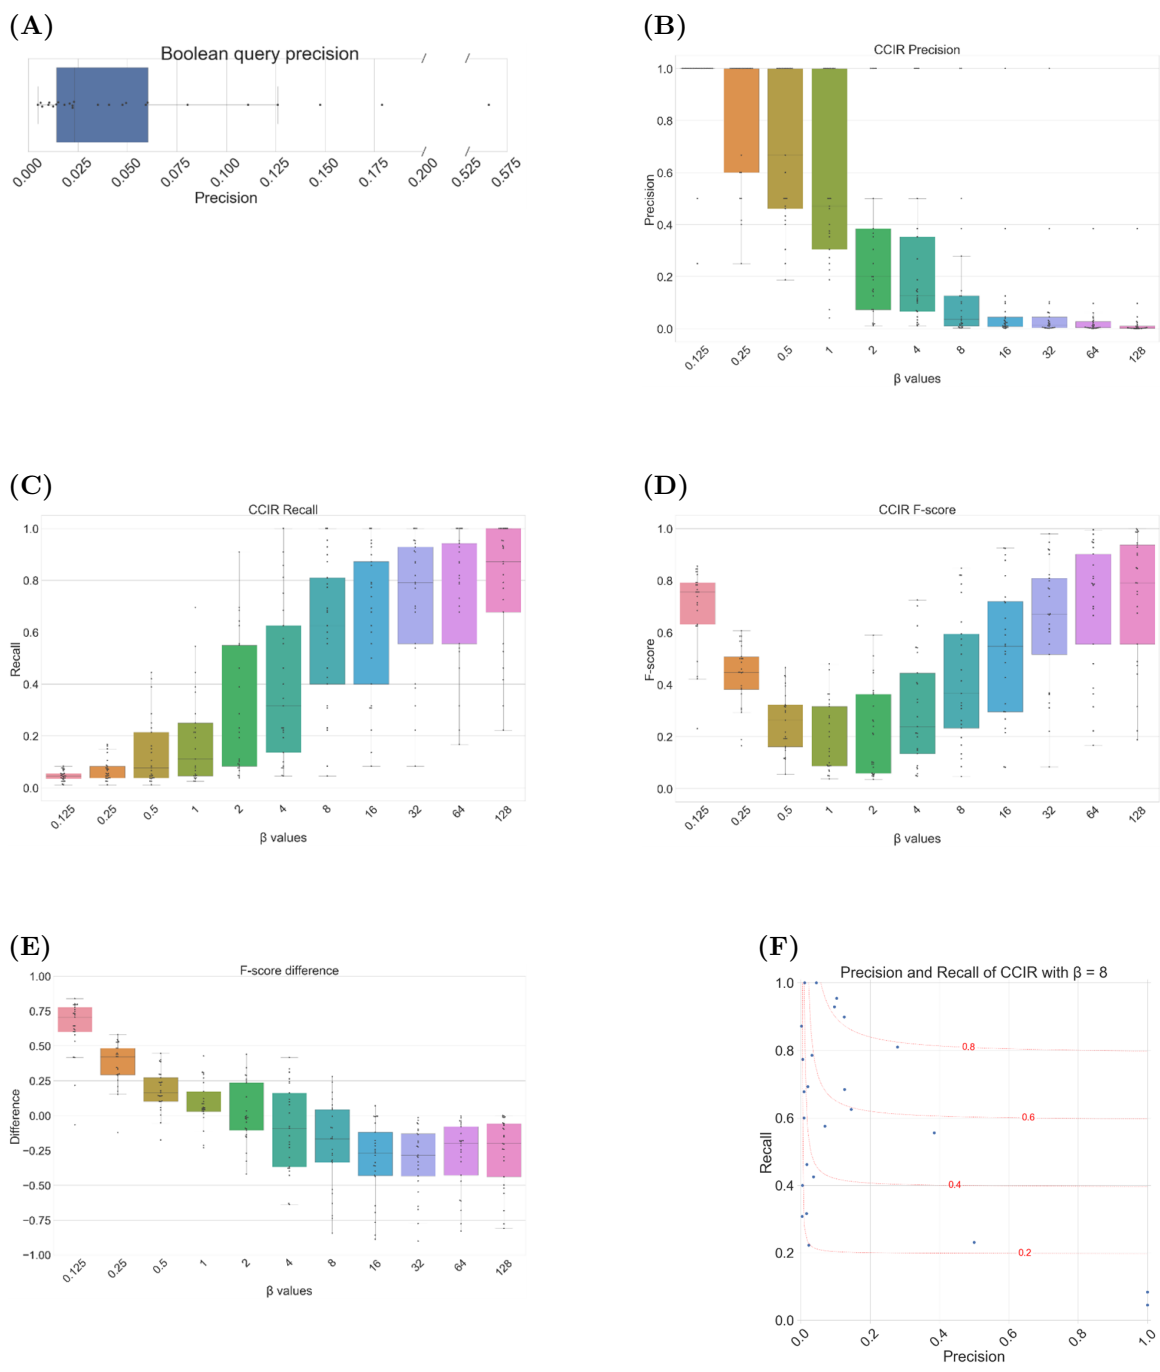 (A)
Boolean query precision
0.000 0.025 0.050 0.075 0.100 0.125 0.150 0.175 0.200 0.525 0.575
Precision
(B)
CCIR Precision
1.0
0.8
0.6
0.4
0.2
0.0
Precision
0.125 0.25 0.5 1 2 4 8 16 32 64 128
β values
(C)
CCIR Recall
1.0
0.8
0.6
0.4
0.2
0.0
Recall
0.125 0.25 0.5 1 2 4 8 16 32 64 128
β values
(D)
CCIR F-score
1.0
0.8
0.6
0.4
0.2
0.0
F-score
0.125 0.25 0.5 1 2 4 8 16 32 64 128
β values
(E)
F-score difference
1.00
0.75
0.50
0.25
0.00
−0.25
−0.50
−0.75
−1.00
Difference
0.125 0.25 0.5 1 2 4 8 16 32 64 128
β values
(F)
Precision and Recall of CCIR with β = 8
1.0
0.8
0.6
0.4
0.2
0.0
Recall
0.8
0.6
0.4
0.2
0.0 0.2 0.4 0.6 0.8 1.0
Precision